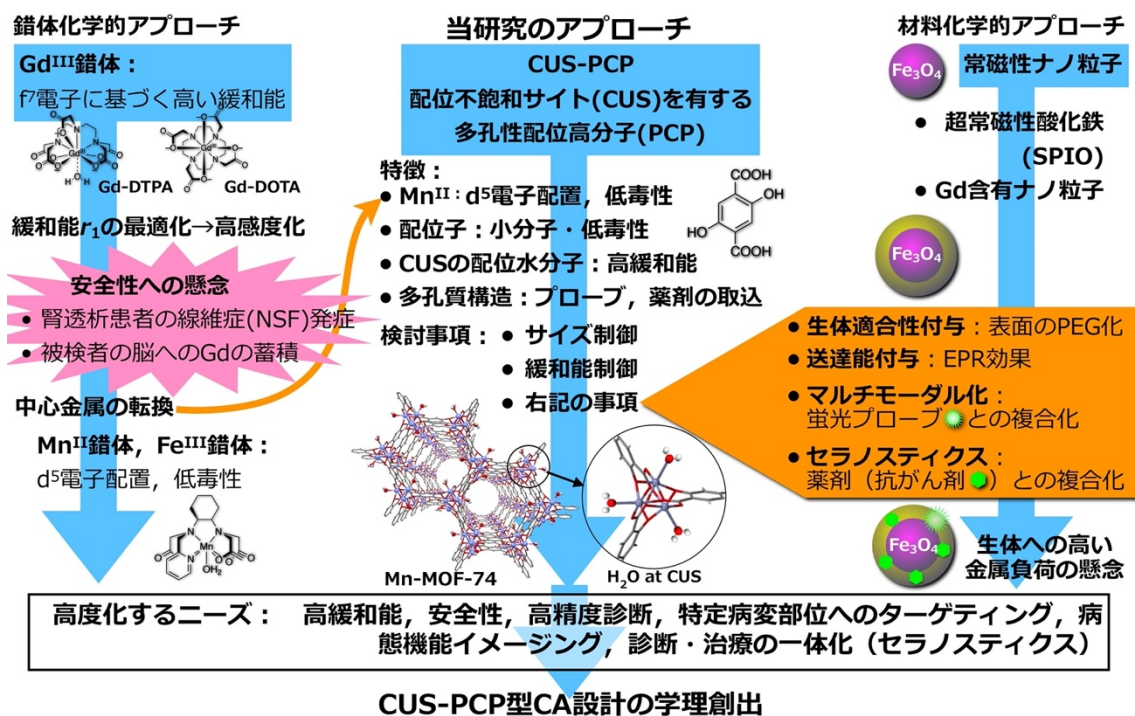 錯体化学的アプローチ
Gdᴵᴵᴵ錯体：
f⁷電子に基づく高い緩和能
Gd-DTPA
Gd-DOTA
緩和能r₁の最適化→高感度化
安全性への懸念
• 腎透析患者の線維症(NSF)発症
• 被検者の脳へのGdの蓄積
中心金属の転換
Mnᴵᴵ錯体，Feᴵᴵᴵ錯体：
d⁵電子配置，低毒性
Mn
OH₂
当研究のアプローチ
CUS-PCP
配位不飽和サイト(CUS)を有する
多孔性配位高分子(PCP)
特徴：
• Mnᴵᴵ：d⁵電子配置，低毒性
• 配位子：小分子・低毒性
• CUSの配位水分子：高緩和能
• 多孔質構造：プローブ，薬剤の取込
COOH
OH
HO
COOH
検討事項：• サイズ制御
• 緩和能制御
• 右記の事項
Mn-MOF-74
H₂O at CUS
材料化学的アプローチ
Fe₃O₄
常磁性ナノ粒子
• 超常磁性酸化鉄
(SPIO)
• Gd含有ナノ粒子
Fe₃O₄
• 生体適合性付与：表面のPEG化
• 送達能付与：EPR効果
• マルチモーダル化：
蛍光プローブ との複合化
• セラノスティクス：
薬剤（抗がん剤 ）との複合化
Fe₃O₄
生体への高い
金属負荷の懸念
高度化するニーズ： 高緩和能，安全性，高精度診断，特定病変部位へのターゲティング，病
態機能イメージング，診断・治療の一体化（セラノスティクス）
CUS-PCP型CA設計の学理創出